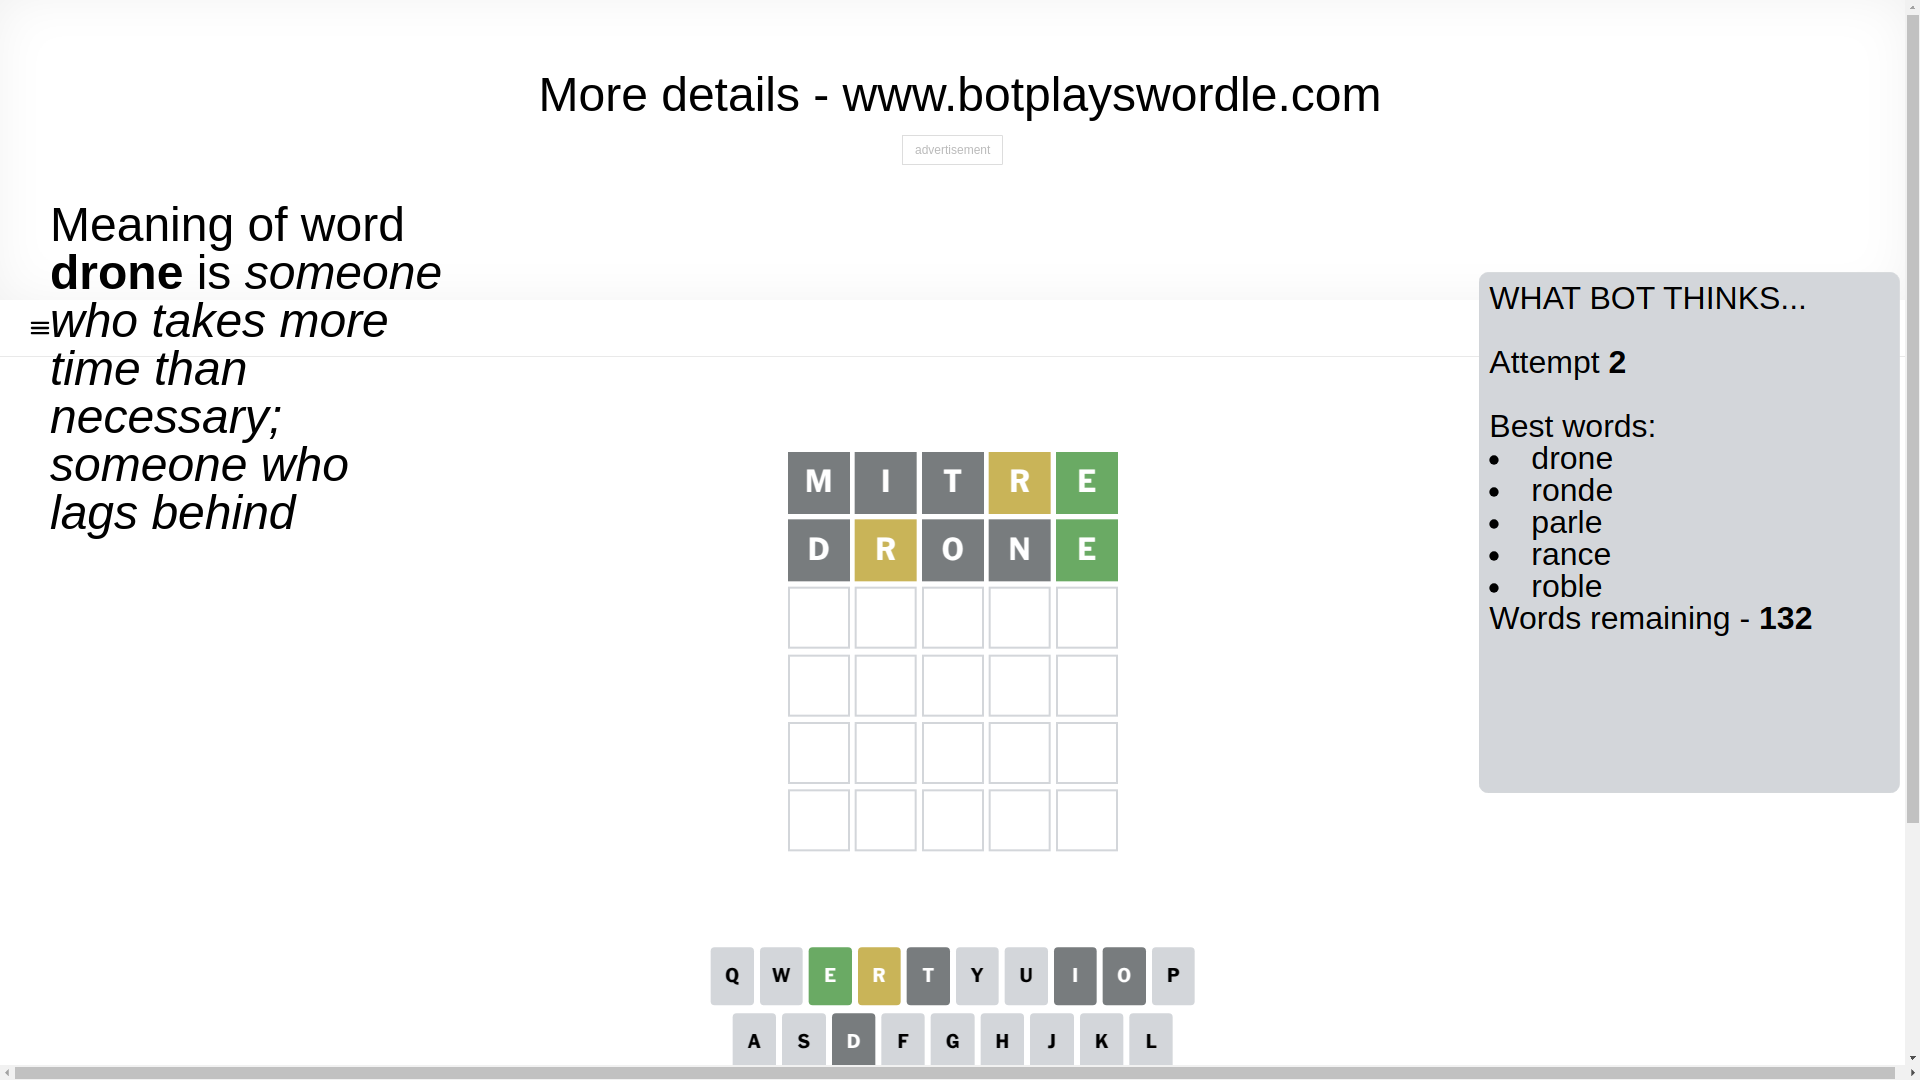 More details - www.botplayswordle.com
advertisement
Meaning of word
drone is someone
who takes more
time than
necessary;
someone who
lags behind
WHAT BOT THINKS...
Attempt 2
Best words:
drone
ronde
parle
rance
roble
Words remaining - 132
M I T R E
D R O N E
Q W E R T Y U I O P
A S D F G H J K L